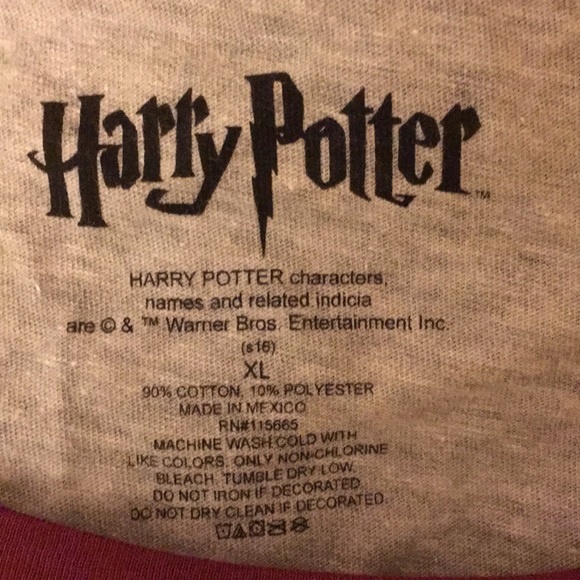 Harry Potter ™
HARRY POTTER characters,
names and related indicia
are © & ™ Warner Bros. Entertainment Inc.
(s16)
XL
90% COTTON, 10% POLYESTER
MADE IN MEXICO
RN#115665
MACHINE WASH COLD WITH
LIKE COLORS. ONLY NON-CHLORINE
BLEACH. TUMBLE DRY LOW.
DO NOT IRON IF DECORATED.
DO NOT DRY CLEAN IF DECORATED.